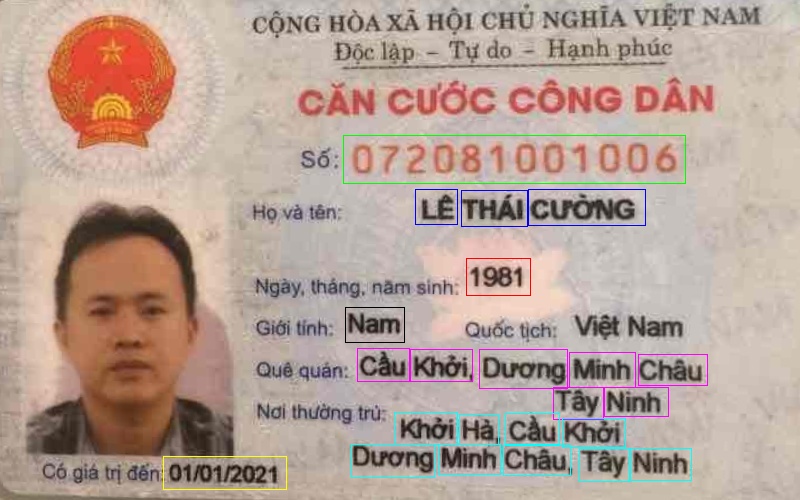 CỘNG HÒA XÃ HỘI CHỦ NGHĨA VIỆT NAM
Độc lập - Tự do - Hạnh phúc
CĂN CƯỚC CÔNG DÂN
Số: 072081001006
Họ và tên: LÊ THÁI CƯỜNG
Ngày, tháng, năm sinh: 1981
Giới tính: Nam Quốc tịch: Việt Nam
Quê quán: Cầu Khởi, Dương Minh Châu
Tây Ninh
Nơi thường trú: Khởi Hà, Cầu Khởi
Dương Minh Châu, Tây Ninh
Có giá trị đến: 01/01/2021